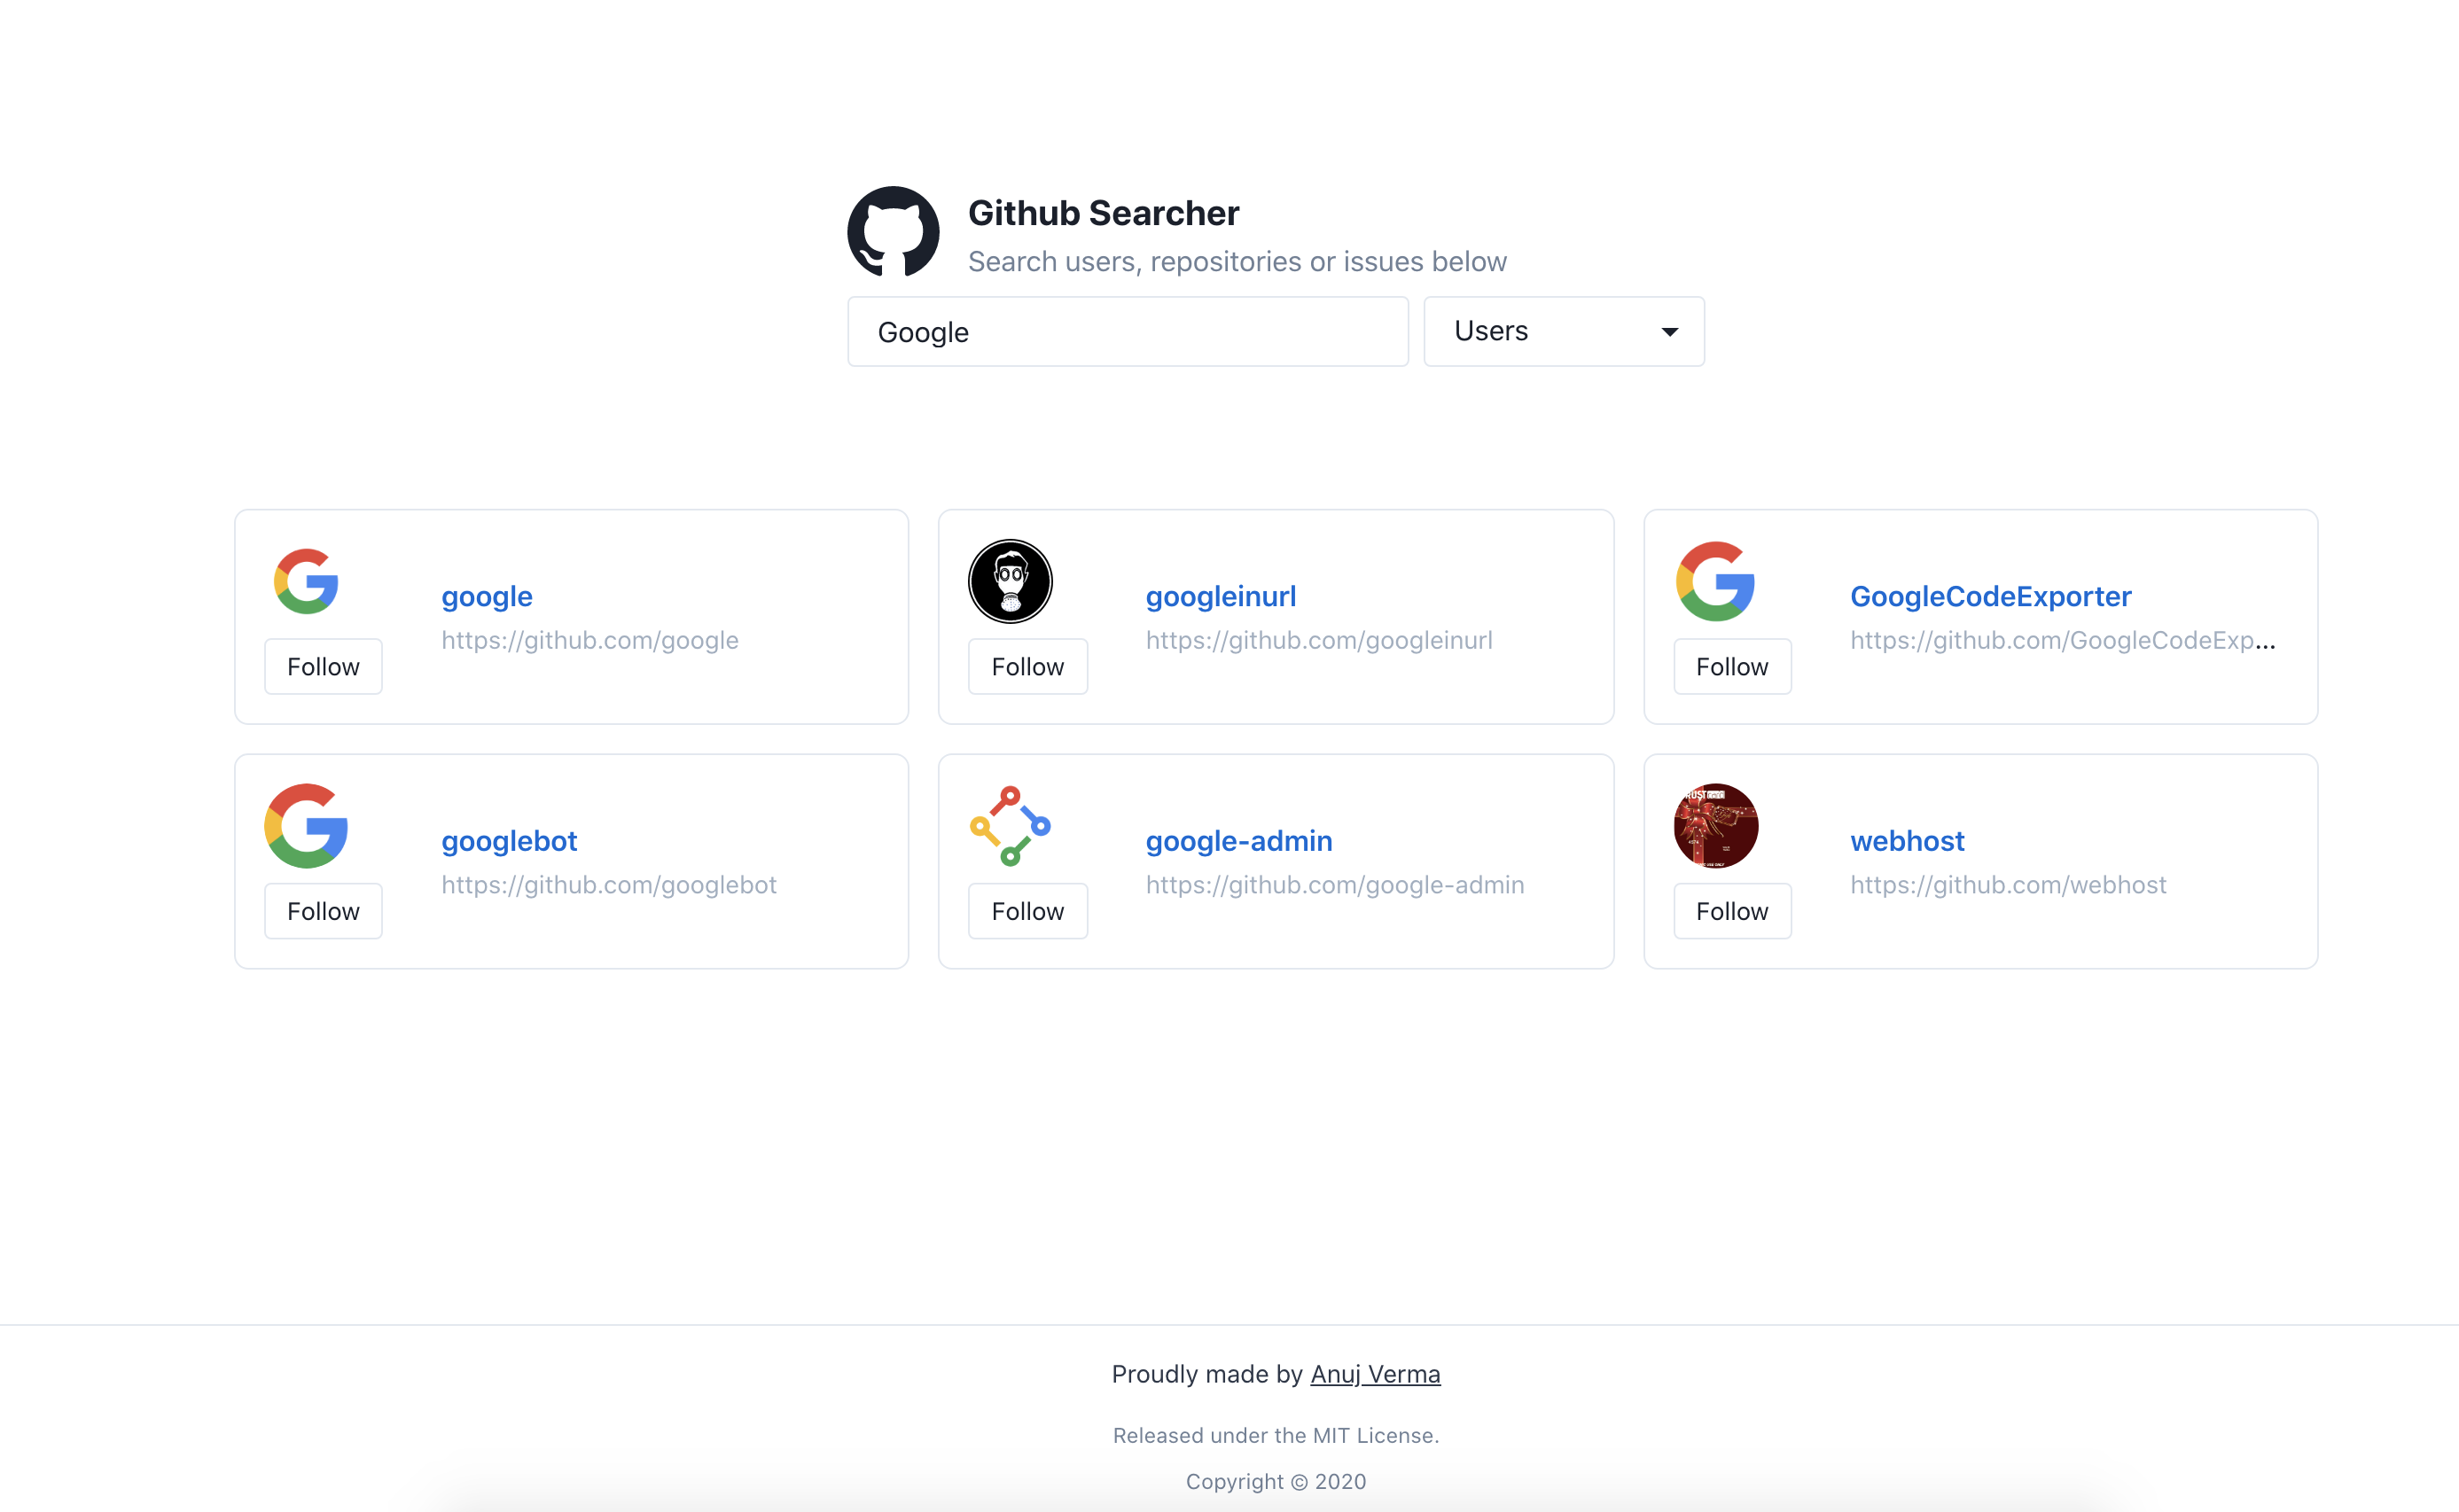 Github Searcher
Search users, repositories or issues below
Google
Users
google
https://github.com/google
Follow
googleinurl
https://github.com/googleinurl
Follow
GoogleCodeExporter
https://github.com/GoogleCodeExp...
Follow
googlebot
https://github.com/googlebot
Follow
google-admin
https://github.com/google-admin
Follow
webhost
https://github.com/webhost
Follow
Proudly made by Anuj Verma
Released under the MIT License.
Copyright © 2020